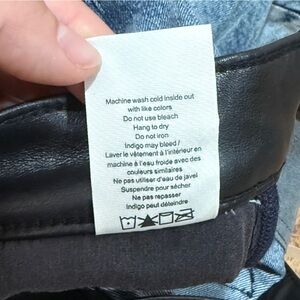 Machine wash cold inside out
with like colors
Do not use bleach
Hang to dry
Do not iron
Indigo may bleed /
Laver le vêtement à l'intérieur en
machine à l'eau froide avec des
couleurs similaires
Ne pas utiliser d'eau de javel
Suspendre pour sécher
Ne pas repasser
Indigo peut déteindre